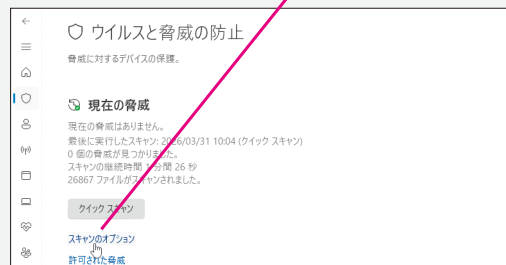 ウイルスと脅威の防止
脅威に対するデバイスの保護。
現在の脅威
現在の脅威はありません。
最後に実行したスキャン: 2026/03/31 10:04 (クイック スキャン)
0 個の脅威が見つかりました。
スキャンの継続時間 1 分間 26 秒
26867 ファイルがスキャンされました。
クイック スキャン
スキャンのオプション
許可された脅威